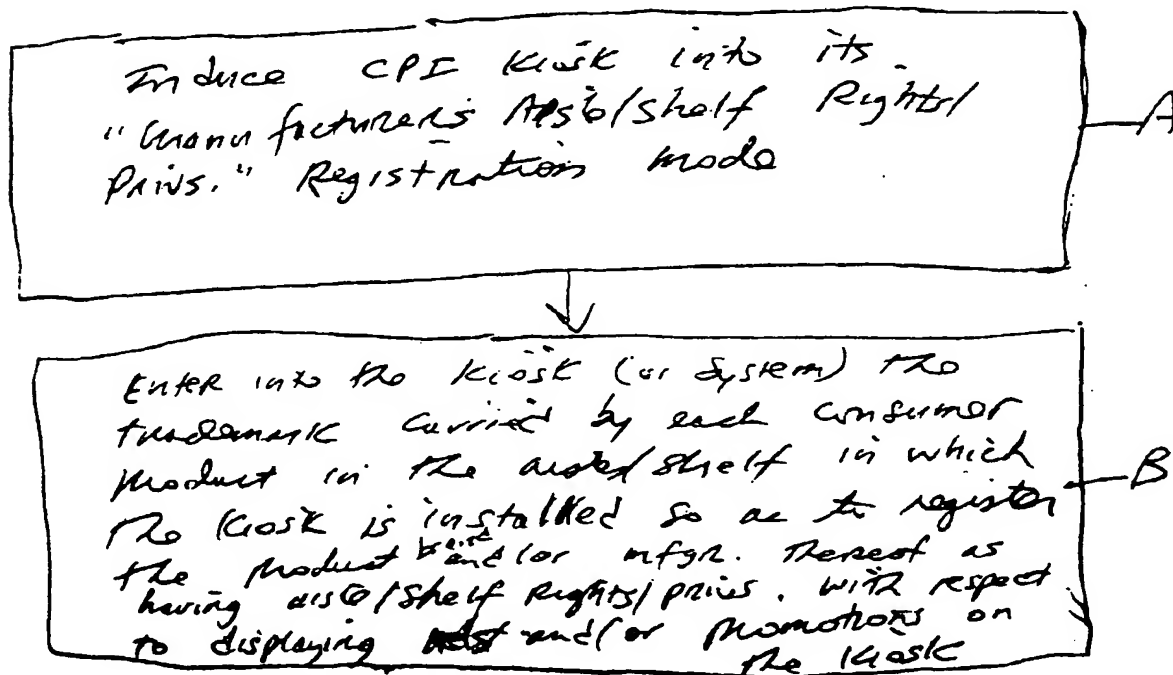 Induce CPI Kiosk into its
"Manufacturer's Aisle/Shelf Rights/
Privs." Registration mode
A
Enter into the Kiosk (or System) the
trademark carried by each consumer
product in the aisle/shelf in which
the Kiosk is installed so as to register
the product brand and/or mfgr. thereof as
having aisle/shelf Rights/privs. with respect
to displaying and/or promotions on
the Kiosk
B